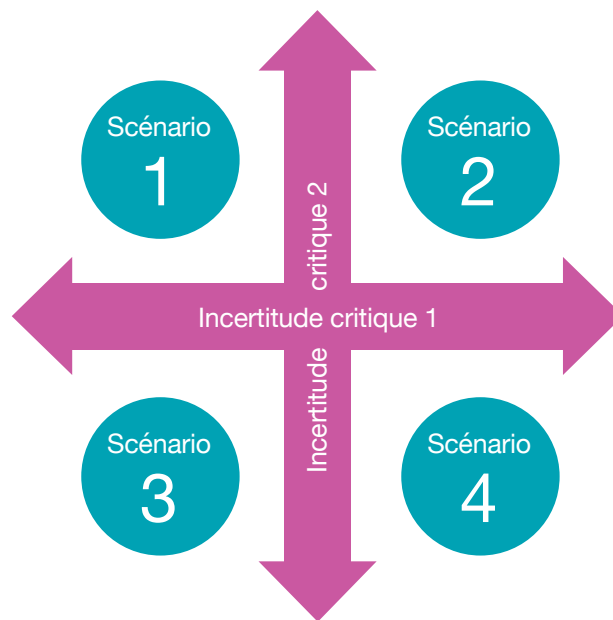 Scénario
1
Scénario
2
Incertitude critique 1
Incertitude critique 2
Scénario
3
Scénario
4